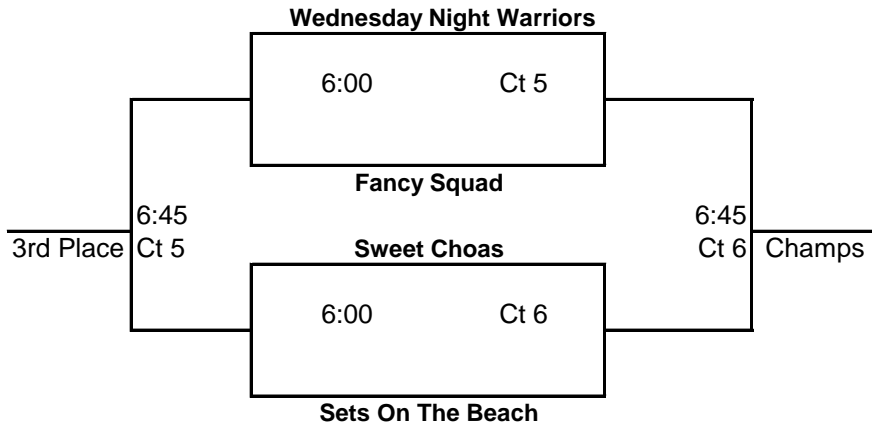 Wednesday Night Warriors
6:00 Ct 5
Fancy Squad
6:45 6:45
3rd Place Ct 5 Sweet Choas Ct 6 Champs
6:00 Ct 6
Sets On The Beach